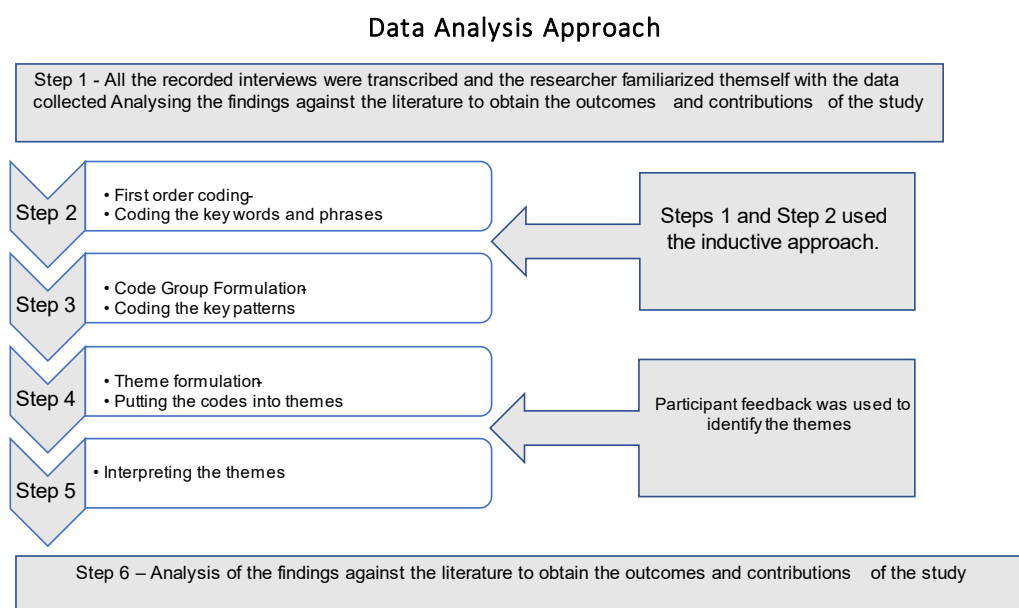 Data Analysis Approach
Step 1 - All the recorded interviews were transcribed and the researcher familiarized themself with the data
collected Analysing the findings against the literature to obtain the outcomes and contributions of the study
Step 2
• First order coding-
• Coding the key words and phrases
Steps 1 and Step 2 used
the inductive approach.
Step 3
• Code Group Formulation-
• Coding the key patterns
Step 4
• Theme formulation-
• Putting the codes into themes
Participant feedback was used to
identify the themes
Step 5
• Interpreting the themes
Step 6 – Analysis of the findings against the literature to obtain the outcomes and contributions of the study